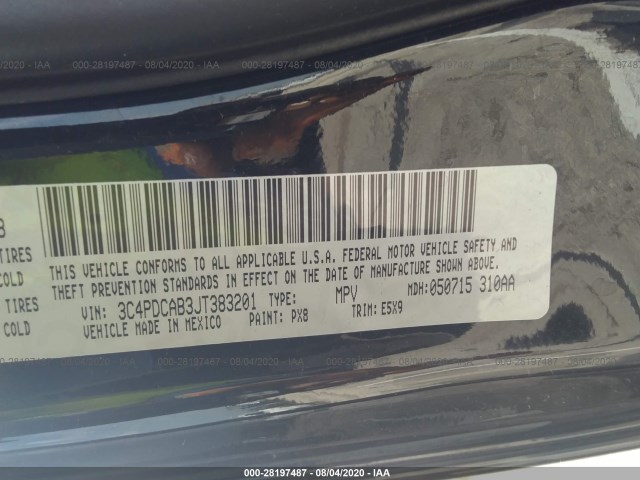 000-28197487 - 08/04/2020 - IAA
TIRES
COLD
TIRES
COLD
THIS VEHICLE CONFORMS TO ALL APPLICABLE U.S.A. FEDERAL MOTOR VEHICLE SAFETY AND
THEFT PREVENTION STANDARDS IN EFFECT ON THE DATE OF MANUFACTURE SHOWN ABOVE.
VIN: 3C4PDCAB3JT383201 TYPE: MPV MDH:050715 310AA
VEHICLE MADE IN MEXICO PAINT: PX8 TRIM: E5X9
000-28197487 - 08/04/2020 - IAA